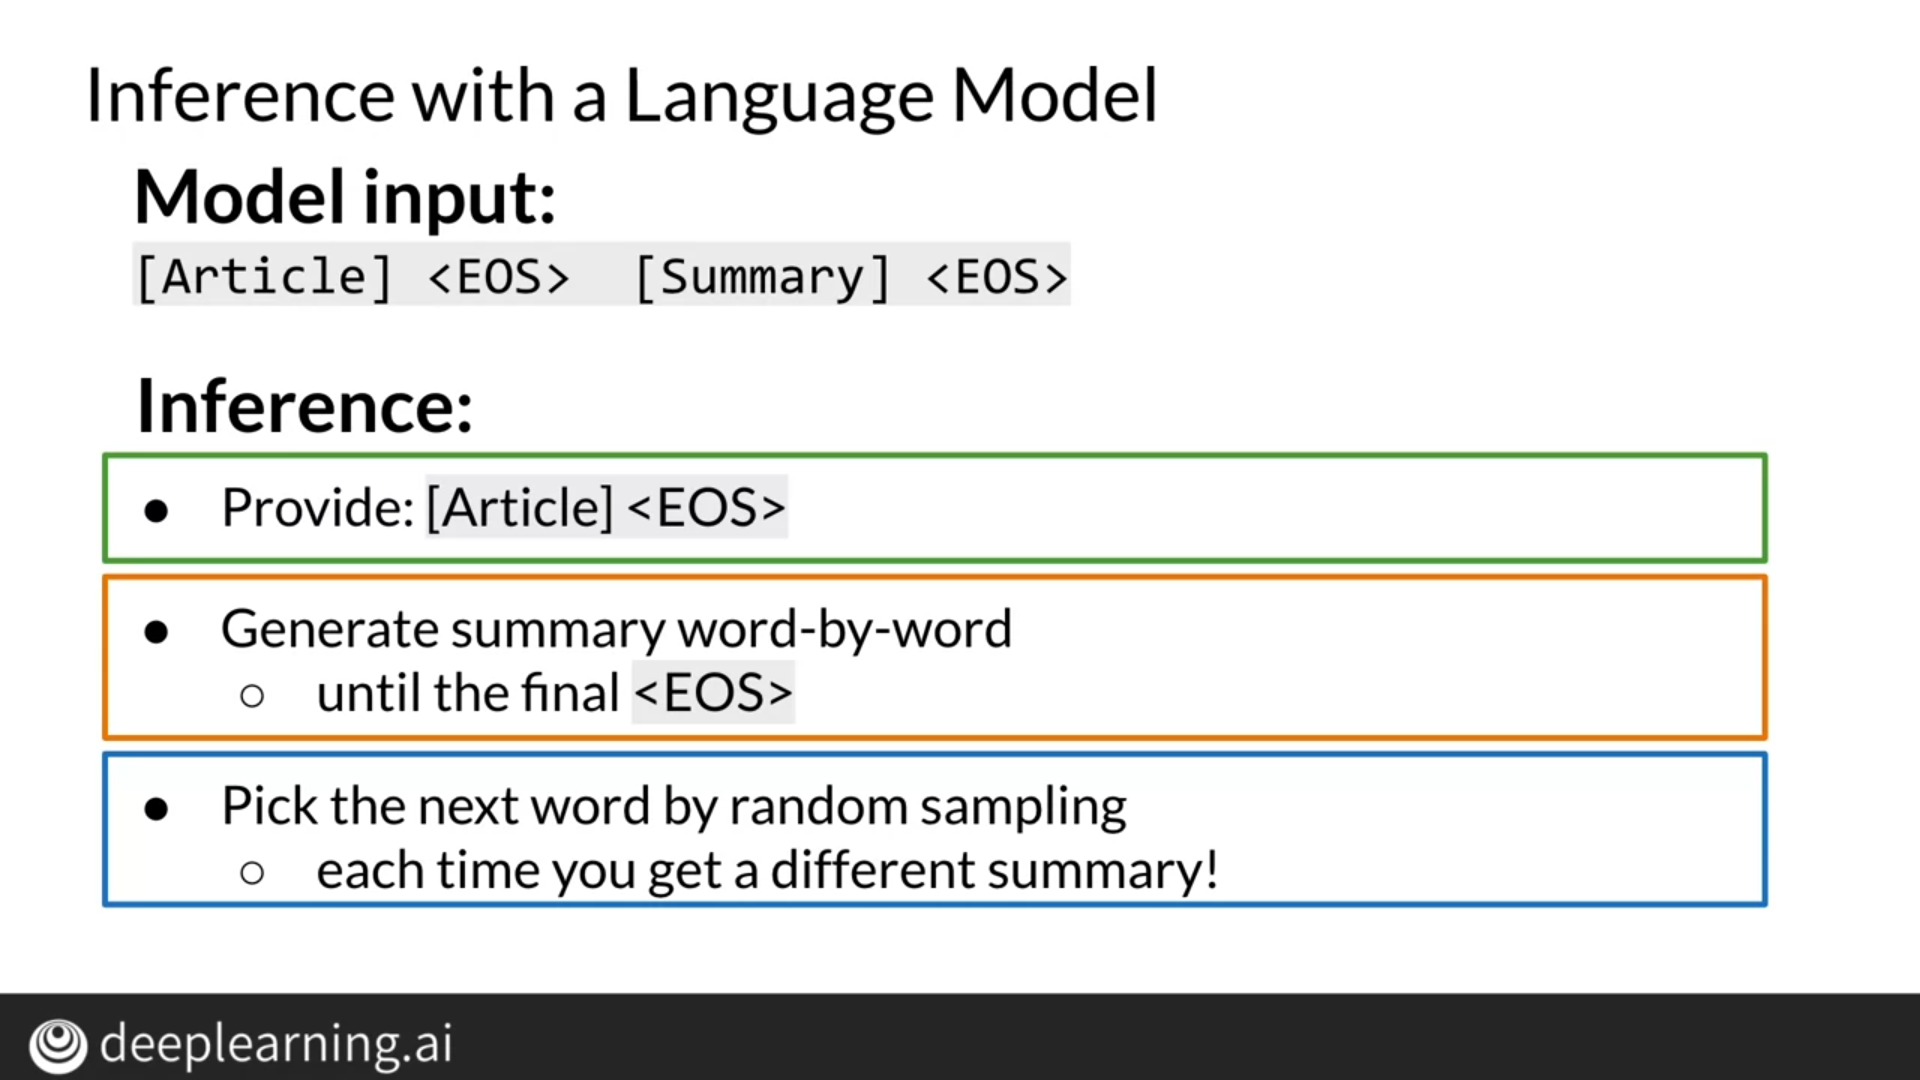 Inference with a Language Model
Model input:
[Article] <EOS> [Summary] <EOS>
Inference:
● Provide: [Article] <EOS>
● Generate summary word-by-word
○ until the final <EOS>
● Pick the next word by random sampling
○ each time you get a different summary!
deeplearning.ai